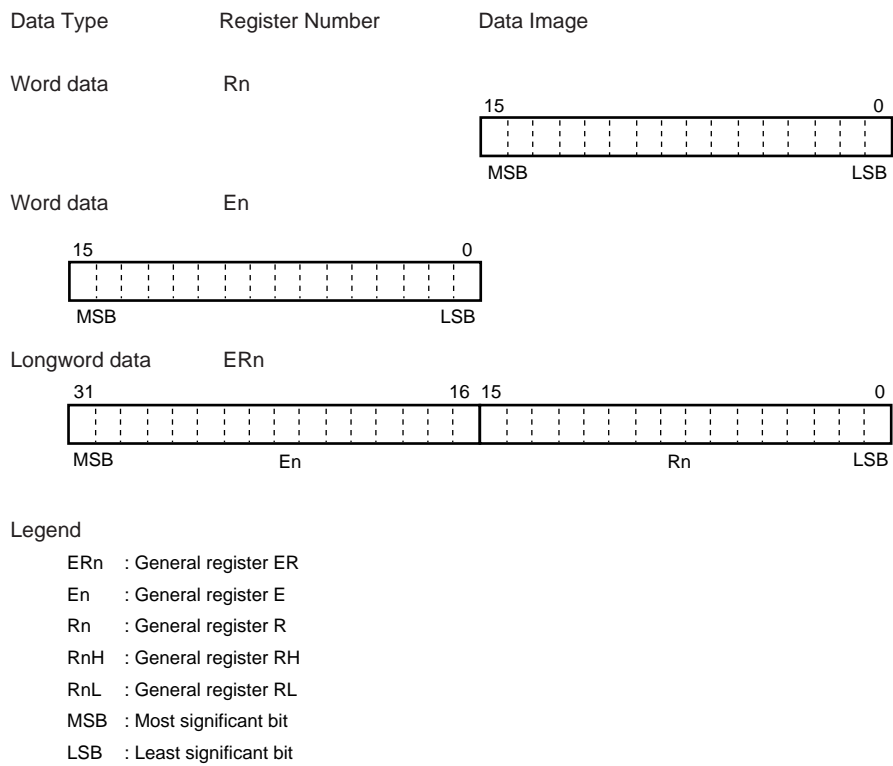 Data Type Register Number Data Image
Word data Rn
15 0
MSB LSB
Word data En
15 0
MSB LSB
Longword data ERn
31 16 15 0
MSB En Rn LSB
Legend
ERn : General register ER
En : General register E
Rn : General register R
RnH : General register RH
RnL : General register RL
MSB : Most significant bit
LSB : Least significant bit